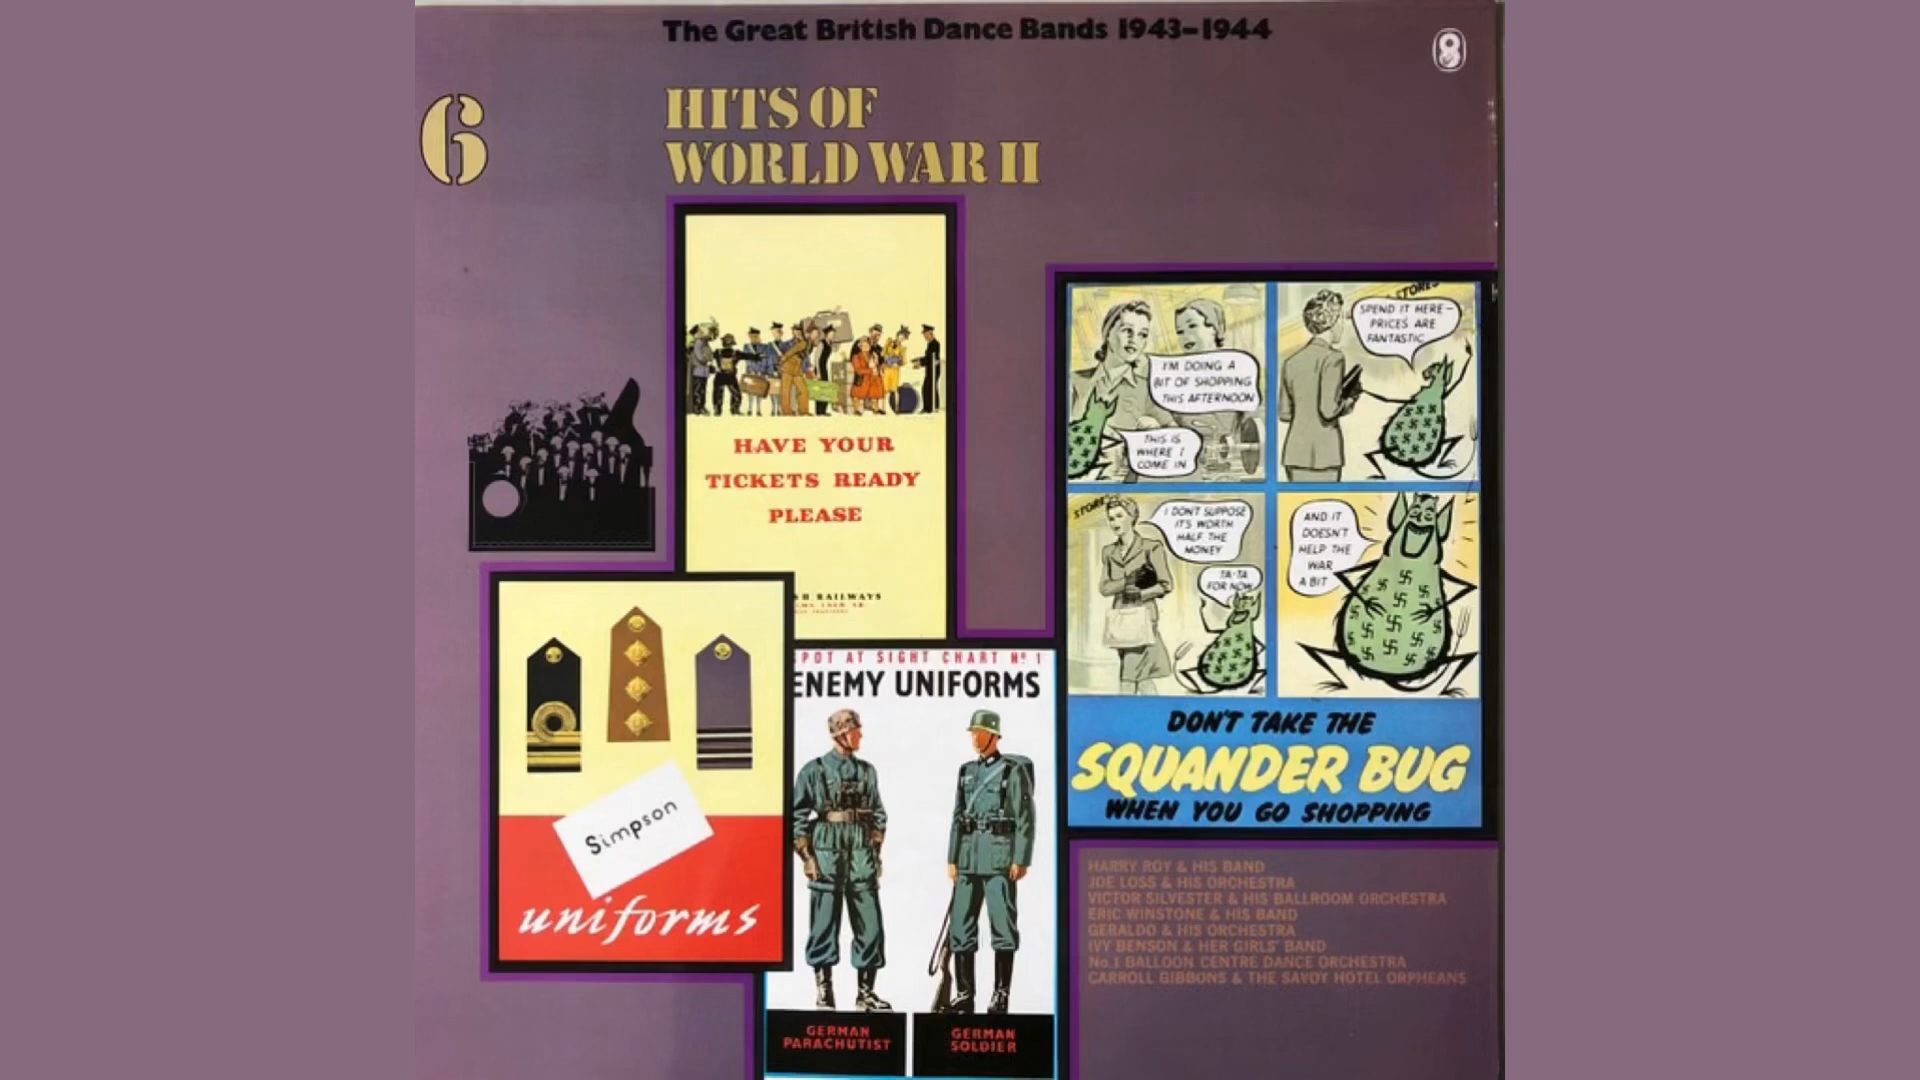 The Great British Dance Bands 1943-1944
6
HITS OF
WORLD WAR II
HAVE YOUR
TICKETS READY
PLEASE
RAILWAYS
Simpson
uniforms
SPOT AT SIGHT CHART Nº 1
ENEMY UNIFORMS
GERMAN
PARACHUTIST
GERMAN
SOLDIER
I'M DOING A
BIT OF SHOPPING
THIS AFTERNOON
THIS IS
WHERE I
COME IN
STORES
SPEND IT HERE-
PRICES ARE
FANTASTIC
STORES
I DON'T SUPPOSE
IT'S WORTH
HALF THE
MONEY
TA-TA
FOR NOW
AND IT
DOESN'T
HELP THE
WAR
A BIT
DON'T TAKE THE
SQUANDER BUG
WHEN YOU GO SHOPPING
HARRY ROY & HIS BAND
JOE LOSS & HIS ORCHESTRA
VICTOR SILVESTER & HIS BALLROOM ORCHESTRA
ERIC WINSTONE & HIS BAND
GERALDO & HIS ORCHESTRA
IVY BENSON & HER GIRLS' BAND
No.1 BALLOON CENTRE DANCE ORCHESTRA
CARROLL GIBBONS & THE SAVOY HOTEL ORPHEANS